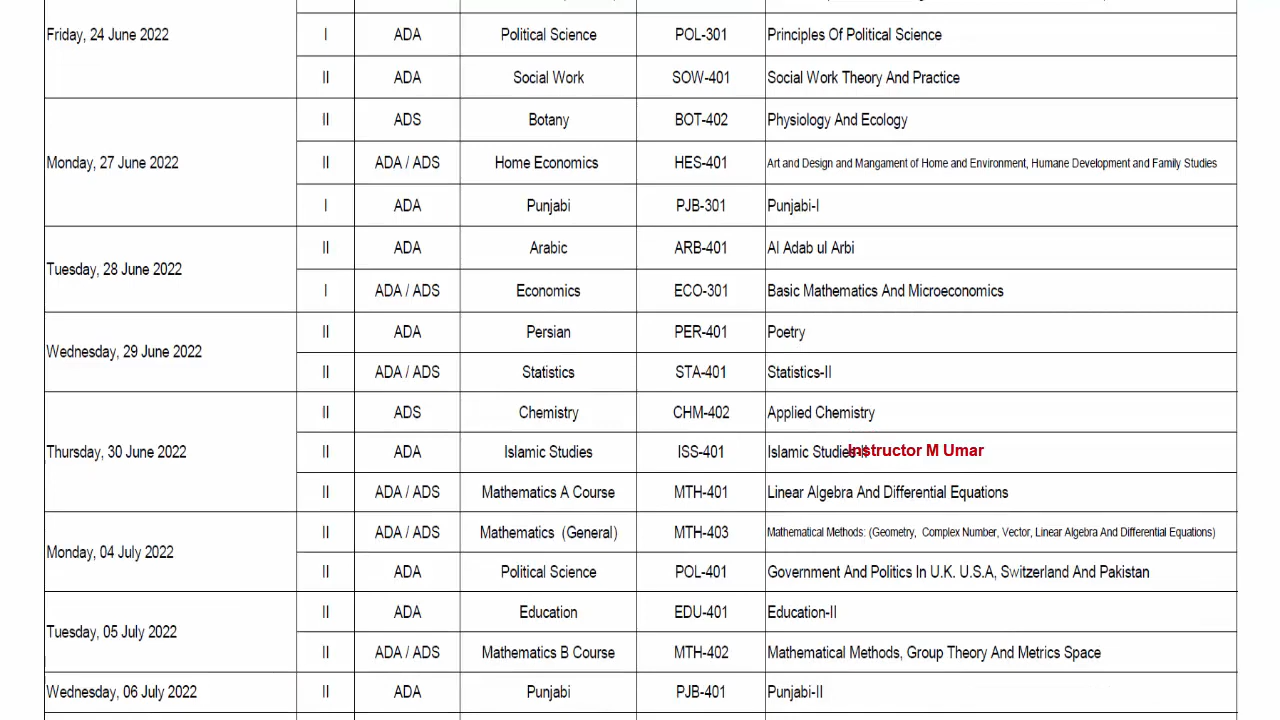 Friday, 24 June 2022
I ADA Political Science POL-301 Principles Of Political Science
II ADA Social Work SOW-401 Social Work Theory And Practice
Monday, 27 June 2022
II ADS Botany BOT-402 Physiology And Ecology
II ADA / ADS Home Economics HES-401 Art and Design and Mangament of Home and Environment, Humane Development and Family Studies
I ADA Punjabi PJB-301 Punjabi-I
Tuesday, 28 June 2022
II ADA Arabic ARB-401 Al Adab ul Arbi
I ADA / ADS Economics ECO-301 Basic Mathematics And Microeconomics
Wednesday, 29 June 2022
II ADA Persian PER-401 Poetry
II ADA / ADS Statistics STA-401 Statistics-II
Thursday, 30 June 2022
II ADS Chemistry CHM-402 Applied Chemistry
II ADA Islamic Studies ISS-401 Islamic Studies-II
Instructor M Umar
II ADA / ADS Mathematics A Course MTH-401 Linear Algebra And Differential Equations
Monday, 04 July 2022
II ADA / ADS Mathematics (General) MTH-403 Mathematical Methods: (Geometry, Complex Number, Vector, Linear Algebra And Differential Equations)
II ADA Political Science POL-401 Government And Politics In U.K. U.S.A, Switzerland And Pakistan
Tuesday, 05 July 2022
II ADA Education EDU-401 Education-II
II ADA / ADS Mathematics B Course MTH-402 Mathematical Methods, Group Theory And Metrics Space
Wednesday, 06 July 2022
II ADA Punjabi PJB-401 Punjabi-II